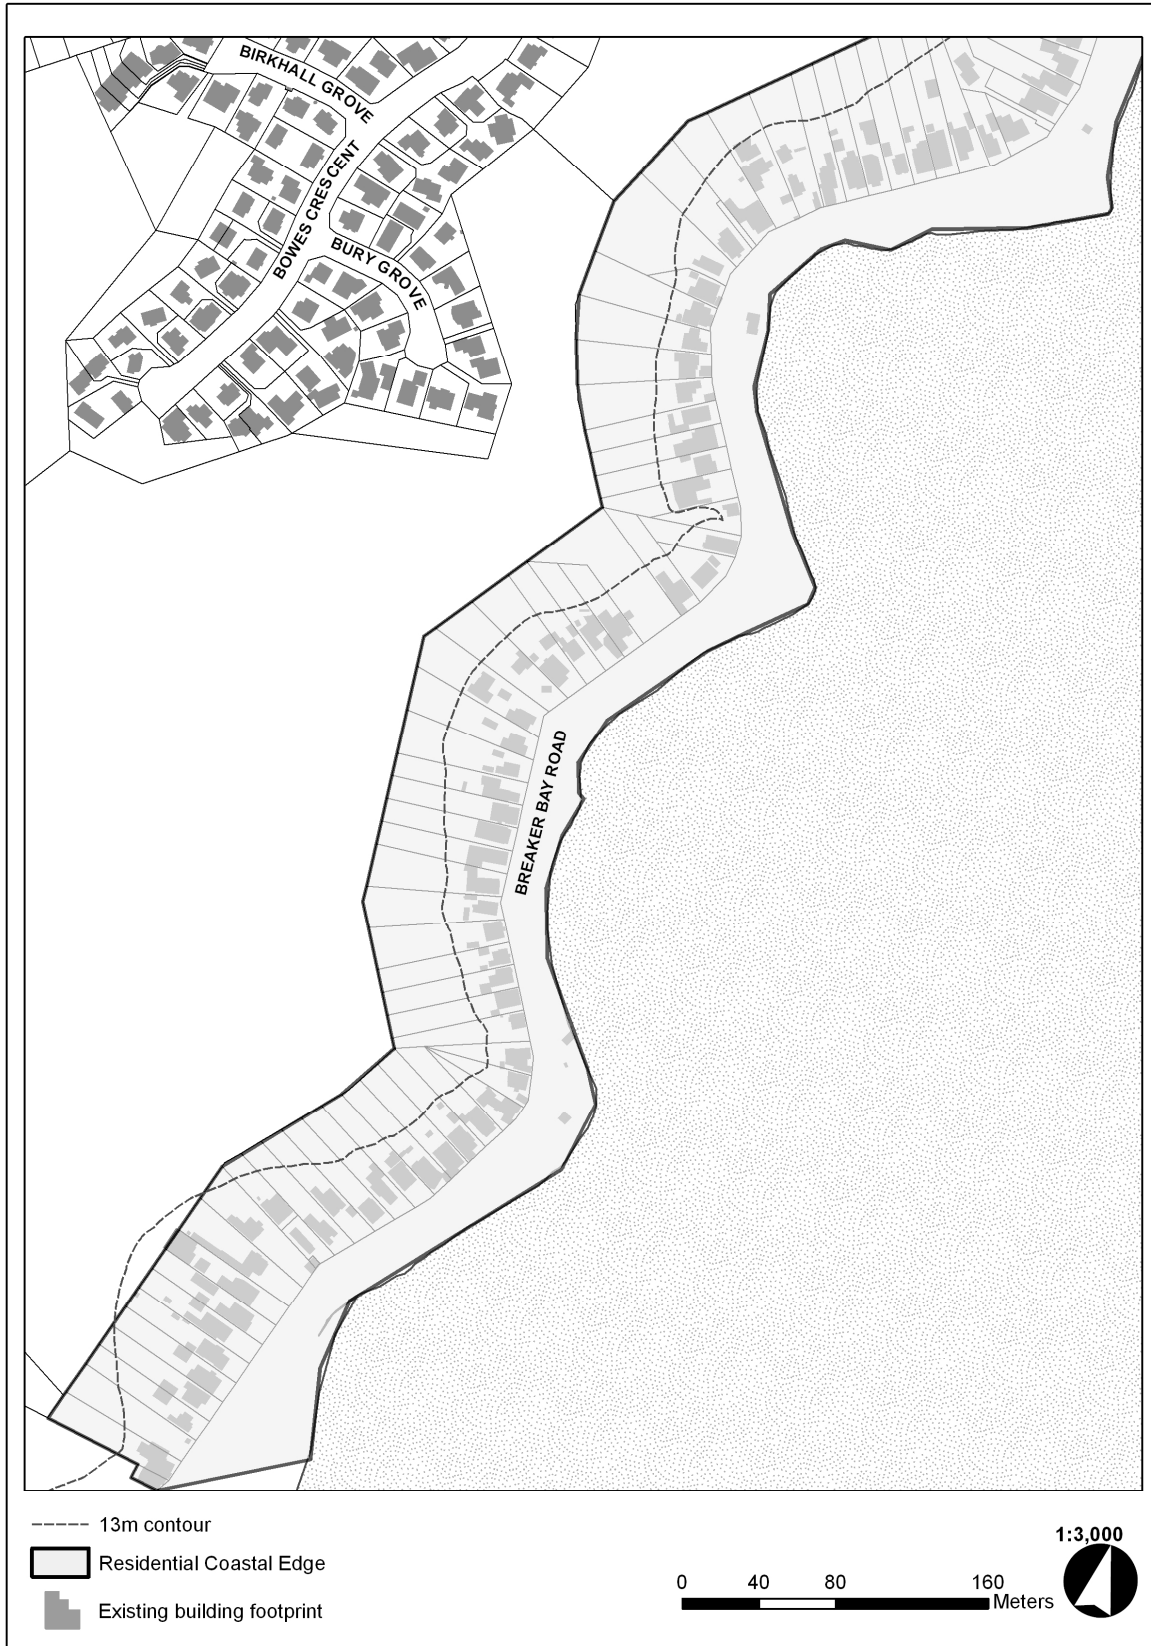 BIRKHALL GROVE
BOWES CRESCENT
BURY GROVE
BREAKER BAY ROAD
13m contour
Residential Coastal Edge
Existing building footprint
1:3,000
0 40 80 160
Meters